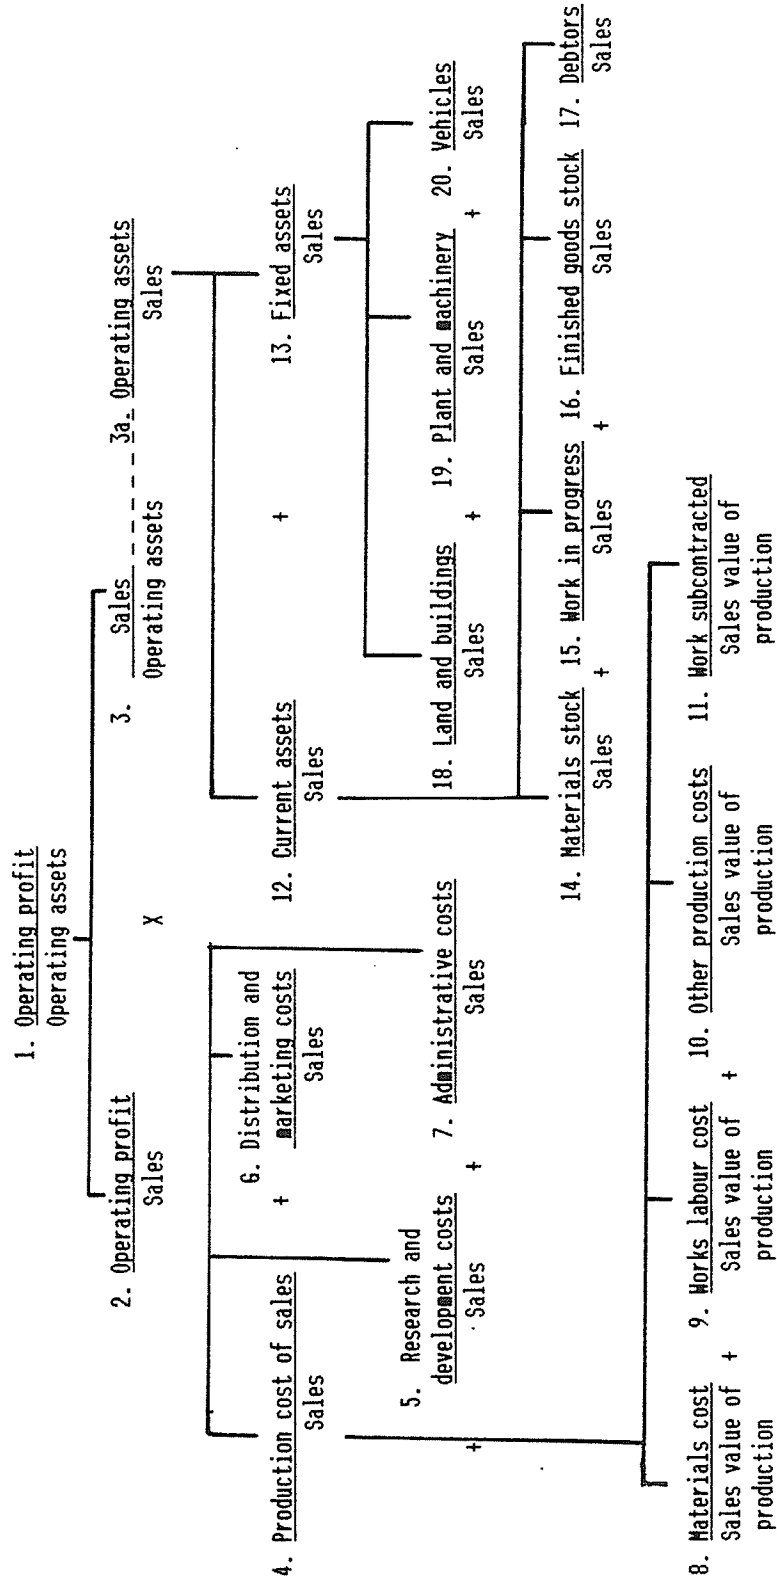 1. Operating profit
Operating assets
2. Operating profit
Sales
X
3. Sales
Operating assets
3a. Operating assets
Sales
4. Production cost of sales
Sales
+
5. Research and
development costs
Sales
+
6. Distribution and
marketing costs
Sales
+
7. Administrative costs
Sales
12. Current assets
Sales
+
13. Fixed assets
Sales
18. Land and buildings
Sales
+
19. Plant and machinery
Sales
+
20. Vehicles
Sales
14. Materials stock
Sales
+
15. Work in progress
Sales
+
16. Finished goods stock
Sales
17. Debtors
Sales
8. Materials cost
Sales value of
production
+
9. Works labour cost
Sales value of
production
+
10. Other production costs
Sales value of
production
11. Work subcontracted
Sales value of
production